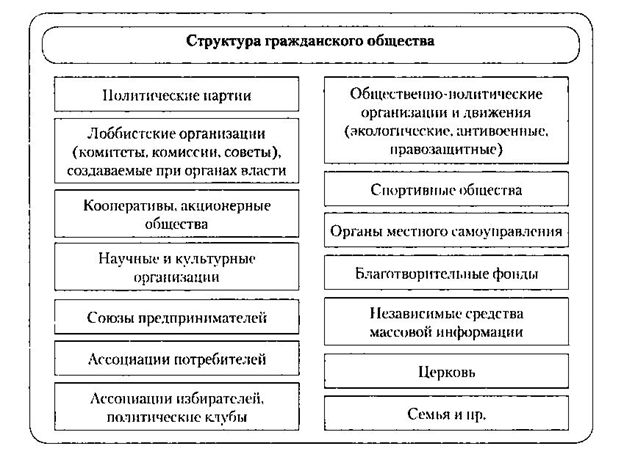 Структура гражданского общества
Политические партии
Лоббистские организации
(комитеты, комиссии, советы),
создаваемые при органах власти
Кооперативы, акционерные
общества
Научные и культурные
организации
Союзы предпринимателей
Ассоциации потребителей
Ассоциации избирателей,
политические клубы
Общественно-политические
организации и движения
(экологические, антивоенные,
правозащитные)
Спортивные общества
Органы местного самоуправления
Благотворительные фонды
Независимые средства
массовой информации
Церковь
Семья и пр.